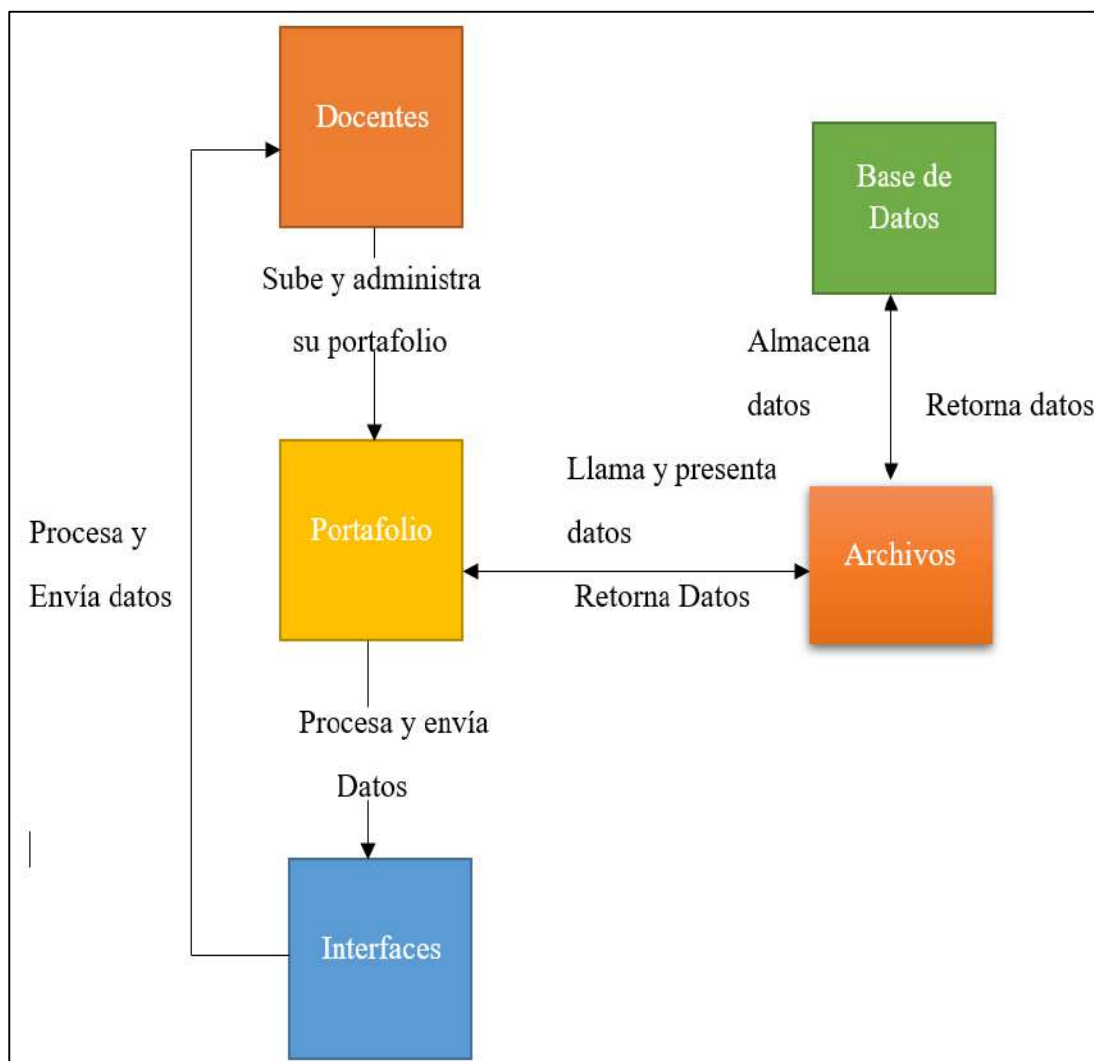 Docentes
Sube y administra
su portafolio
Base de
Datos
Almacena
datos
Retorna datos
Llama y presenta
datos
Retorna Datos
Portafolio
Archivos
Procesa y
Envía datos
Procesa y envía
Datos
Interfaces